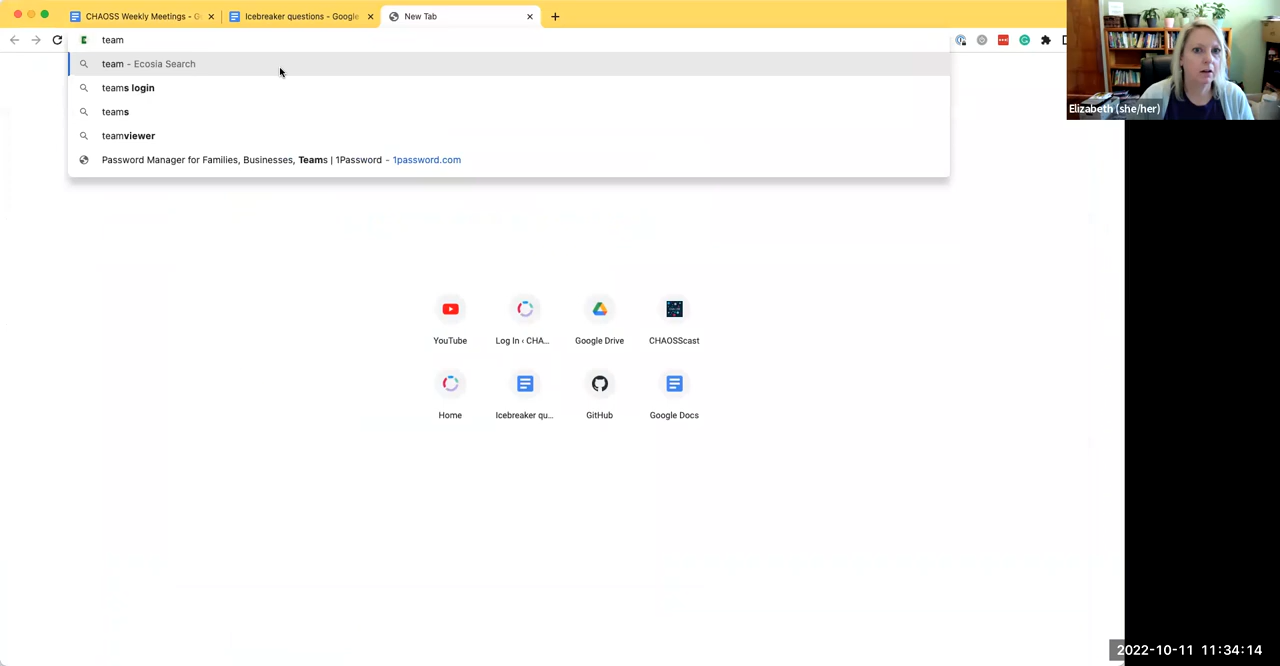 CHAOSS Weekly Meetings - G
Icebreaker questions - Google
New Tab
team
team - Ecosia Search
teams login
teams
teamviewer
Password Manager for Families, Businesses, Teams | 1Password - 1password.com
Elizabeth (she/her)
YouTube
Log In ‹ CHA...
Google Drive
CHAOSScast
Home
Icebreaker qu...
GitHub
Google Docs
2022-10-11 11:34:14